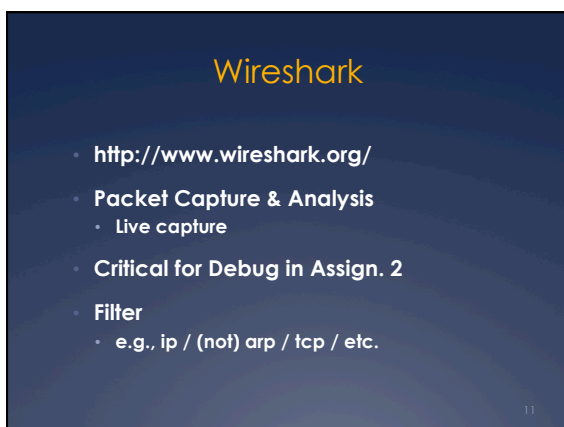 Wireshark
• http://www.wireshark.org/
• Packet Capture & Analysis
• Live capture
• Critical for Debug in Assign. 2
• Filter
• e.g., ip / (not) arp / tcp / etc.
11